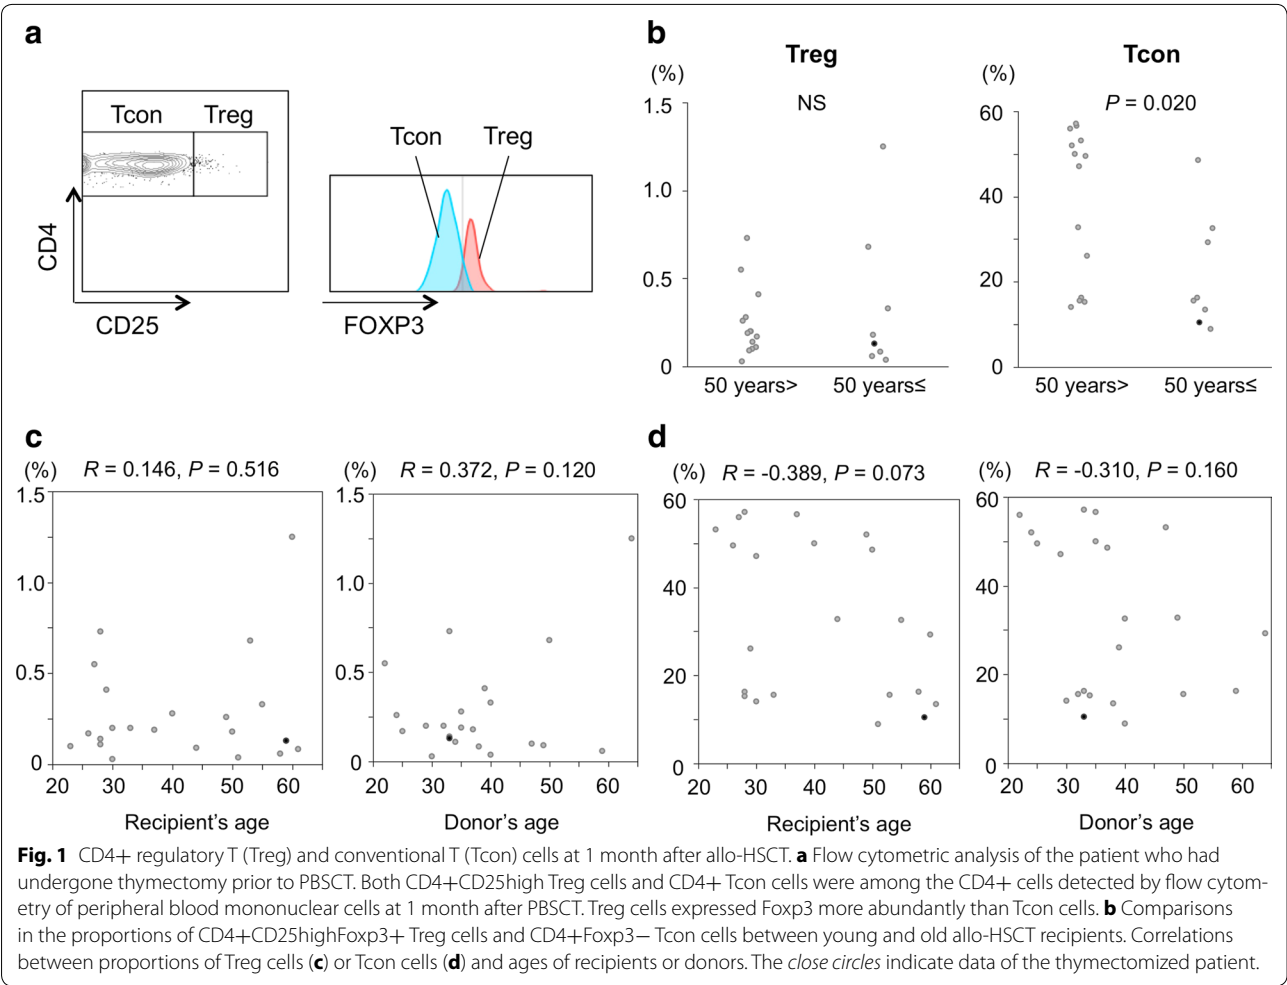 a
Tcon Treg
CD4
CD25
Tcon Treg
FOXP3
b
Treg
(%)
NS
1.5
1.0
0.5
0
50 years> 50 years≤
Tcon
(%)
P = 0.020
60
40
20
0
50 years> 50 years≤
c
(%) R = 0.146, P = 0.516
1.5
1.0
0.5
0
20 30 40 50 60
Recipient's age
(%) R = 0.372, P = 0.120
1.5
1.0
0.5
0
20 30 40 50 60
Donor's age
d
(%) R = -0.389, P = 0.073
60
40
20
0
20 30 40 50 60
Recipient's age
(%) R = -0.310, P = 0.160
60
40
20
0
20 30 40 50 60
Donor's age
Fig. 1 CD4+ regulatory T (Treg) and conventional T (Tcon) cells at 1 month after allo-HSCT. a Flow cytometric analysis of the patient who had
undergone thymectomy prior to PBSCT. Both CD4+CD25high Treg cells and CD4+ Tcon cells were among the CD4+ cells detected by flow cytom-
etry of peripheral blood mononuclear cells at 1 month after PBSCT. Treg cells expressed Foxp3 more abundantly than Tcon cells. b Comparisons
in the proportions of CD4+CD25highFoxp3+ Treg cells and CD4+Foxp3− Tcon cells between young and old allo-HSCT recipients. Correlations
between proportions of Treg cells (c) or Tcon cells (d) and ages of recipients or donors. The close circles indicate data of the thymectomized patient.